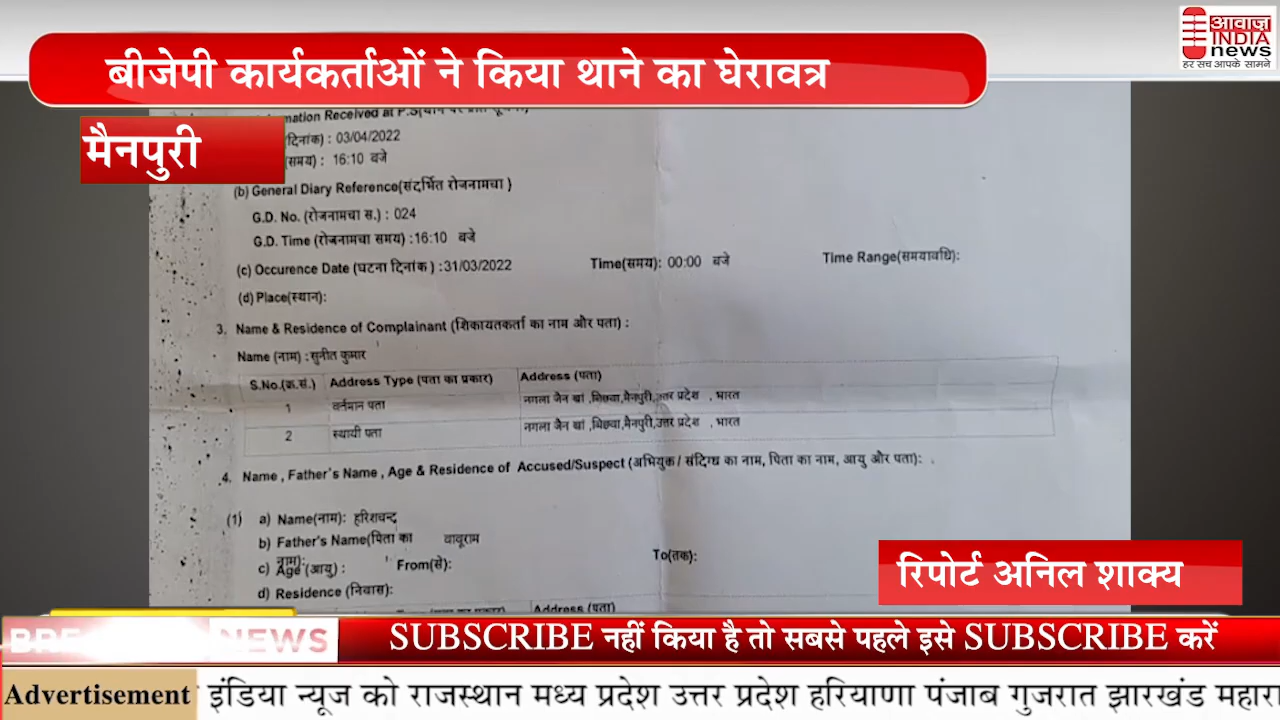 आवाज़
INDIA
news
हर सच आपके सामने
बीजेपी कार्यकर्ताओं ने किया थाने का घेरावत्र
मैनपुरी
Received at P.S
(दिनांक) : 03/04/2022
(समय) : 16:10 बजे
(b) General Diary Reference(संदर्भित रोजनामचा )
G.D. No. (रोजनामचा स.) : 024
G.D. Time (रोजनामचा समय) :16:10 बजे
(c) Occurence Date (घटना दिनांक ) :31/03/2022 Time(समय): 00:00 बजे Time Range(समयावधि):
(d) Place(स्थान):
3. Name & Residence of Complainant (शिकायतकर्ता का नाम और पता) :
Name (नाम) :सुनीत कुमार
S.No.(क्र.सं.) Address Type (पता का प्रकार) Address (पता)
1 वर्तमान पता नगला जैन खां ,भिछवा,मैनपुरी,उत्तर प्रदेश , भारत
2 स्थायी पता नगला जैन खां ,भिछवा,मैनपुरी,उत्तर प्रदेश , भारत
4. Name , Father's Name , Age & Residence of Accused/Suspect (अभियुक्त / संदिग्ध का नाम, पिता का नाम, आयु और पता):
(1) a) Name(नाम): हरिशचन्द्र
b) Father's Name(पिता का नाम): वावूराम
c) Age (आयु) : From(से): To(तक):
d) Residence (निवास):
Address (पता)
रिपोर्ट अनिल शाक्य
BREAKING NEWS
SUBSCRIBE नहीं किया है तो सबसे पहले इसे SUBSCRIBE करें
Advertisement इंडिया न्यूज को राजस्थान मध्य प्रदेश उत्तर प्रदेश हरियाणा पंजाब गुजरात झारखंड महारा